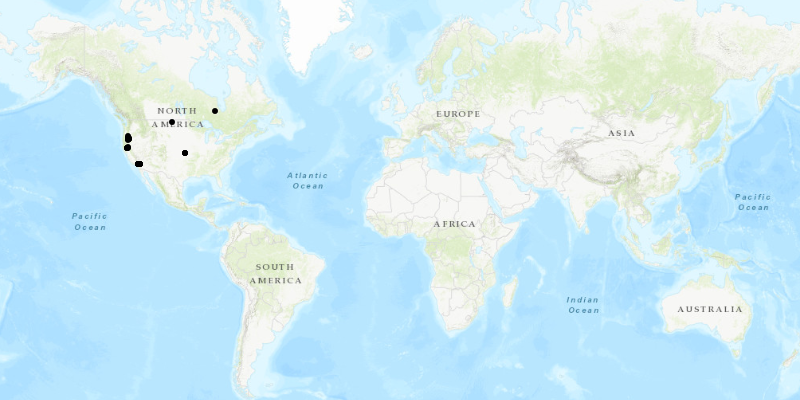 NORTH
AMERICA
EUROPE
ASIA
Atlantic
Ocean
Pacific
Ocean
Pacific
Ocean
AFRICA
SOUTH
AMERICA
Indian
Ocean
AUSTRALIA